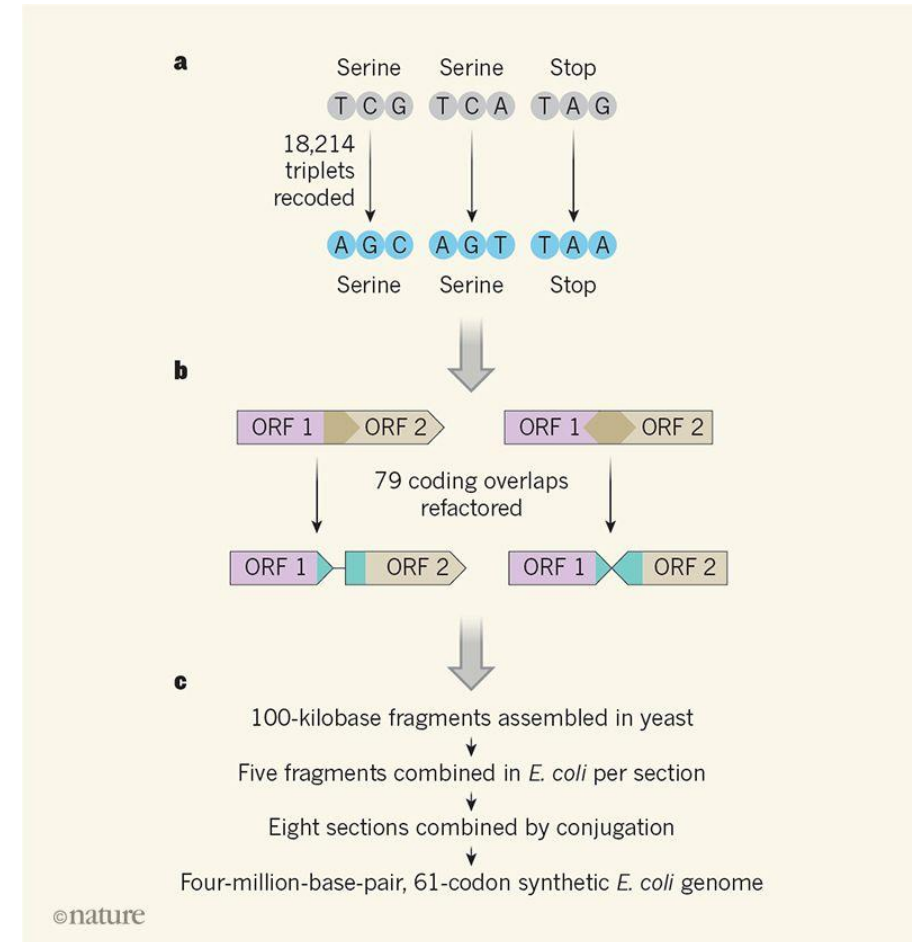 a
Serine Serine Stop
T C G T C A T A G
18,214
triplets
recoded
A G C A G T T A A
Serine Serine Stop
b
ORF 1 ORF 2 ORF 1 ORF 2
79 coding overlaps
refactored
ORF 1 ORF 2 ORF 1 ORF 2
c
100-kilobase fragments assembled in yeast
Five fragments combined in E. coli per section
Eight sections combined by conjugation
Four-million-base-pair, 61-codon synthetic E. coli genome
©nature